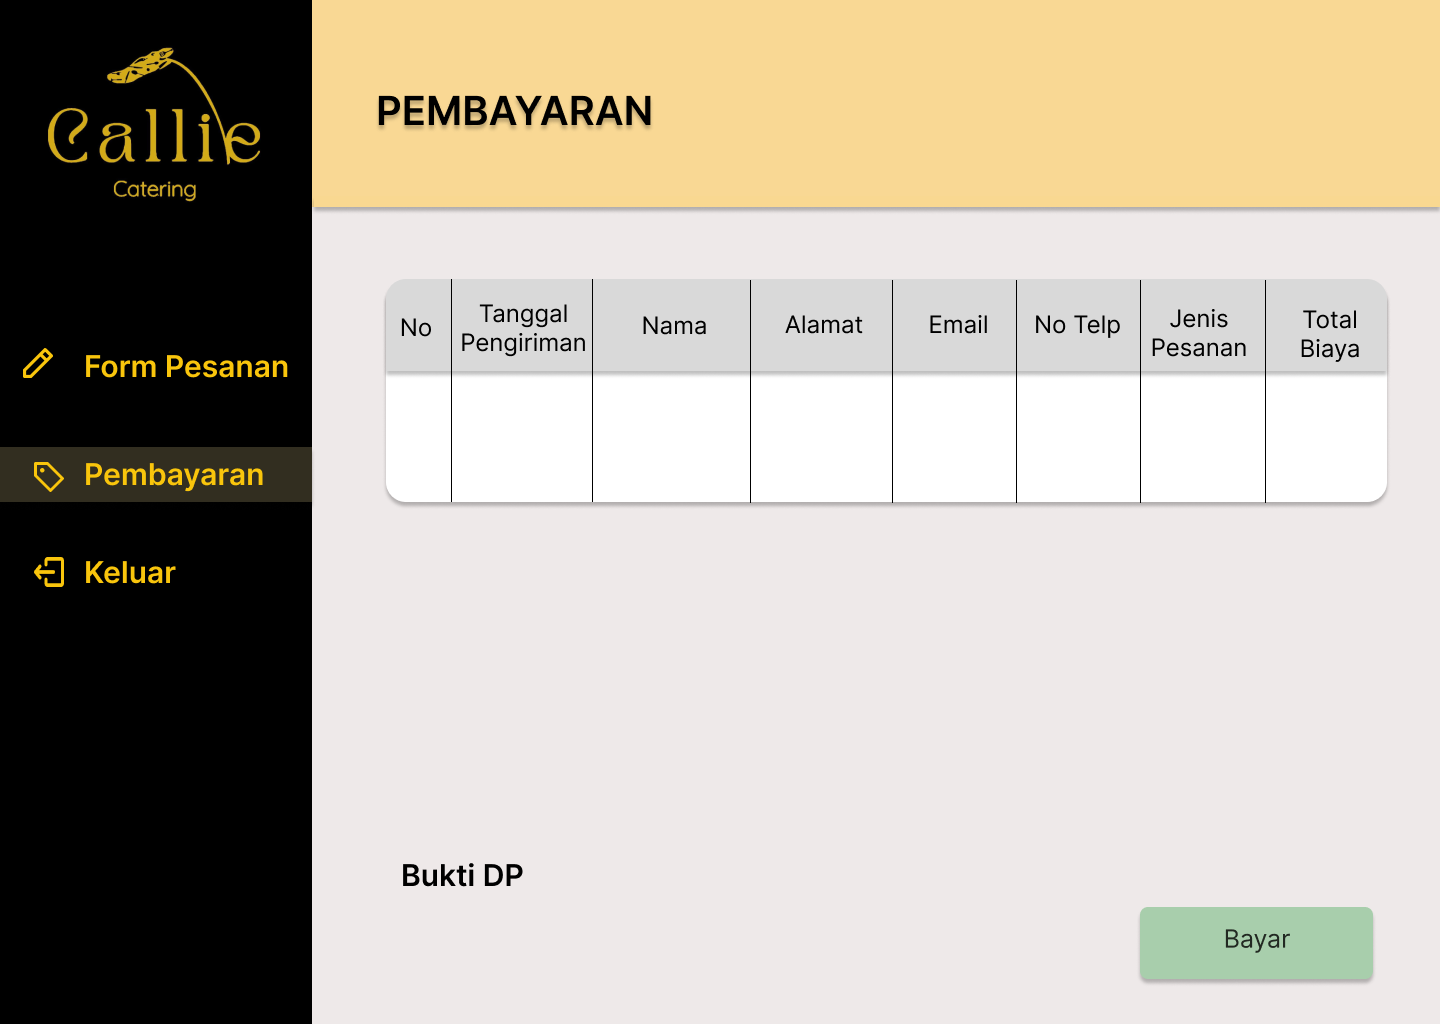 Callie
Catering
Form Pesanan
Pembayaran
Keluar
PEMBAYARAN
No
Tanggal
Pengiriman
Nama
Alamat
Email
No Telp
Jenis
Pesanan
Total
Biaya
Bukti DP
Bayar